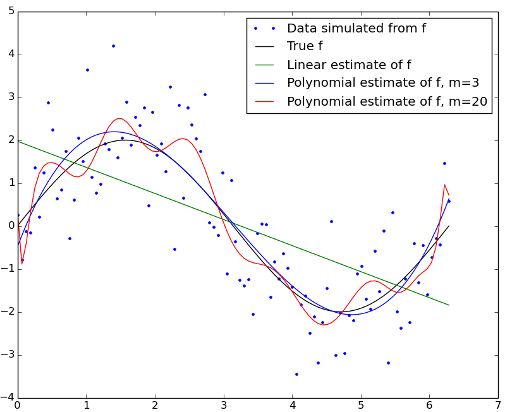 5
4
3
2
1
0
−1
−2
−3
−4
0 1 2 3 4 5 6 7
Data simulated from f
True f
Linear estimate of f
Polynomial estimate of f, m=3
Polynomial estimate of f, m=20